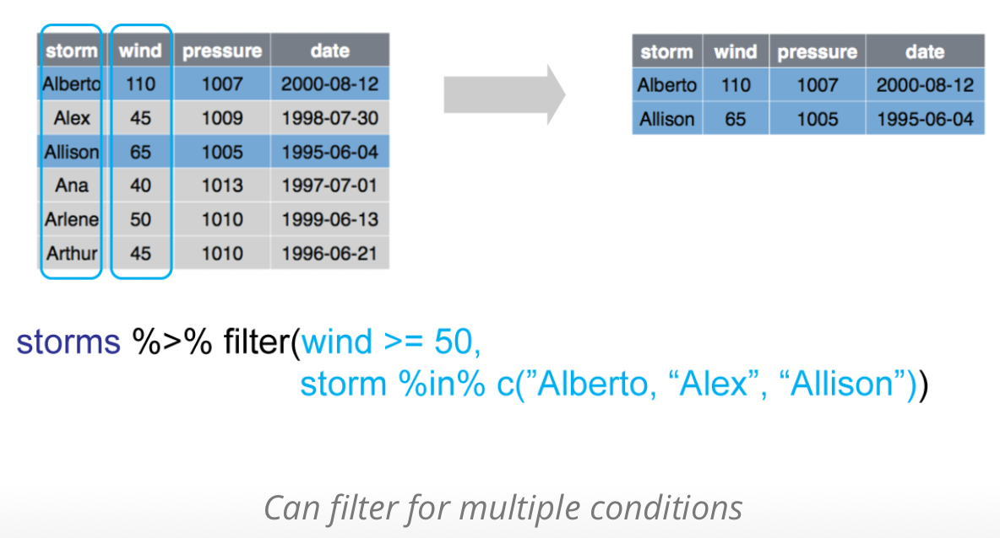 storm wind pressure date
Alberto 110 1007 2000-08-12
Alex 45 1009 1998-07-30
Allison 65 1005 1995-06-04
Ana 40 1013 1997-07-01
Arlene 50 1010 1999-06-13
Arthur 45 1010 1996-06-21
storm wind pressure date
Alberto 110 1007 2000-08-12
Allison 65 1005 1995-06-04
storms %>% filter(wind >= 50,
storm %in% c(”Alberto, “Alex”, “Allison”))
Can filter for multiple conditions